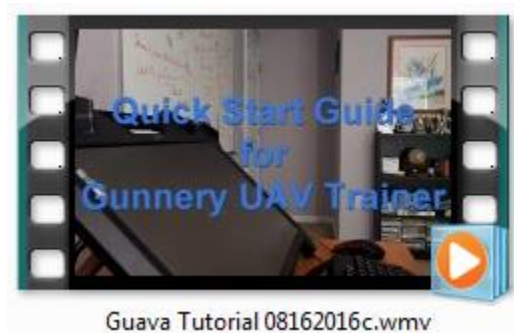 Quick Start Guide
for
Gunnery UAV Trainer
Guava Tutorial 08162016c.wmv